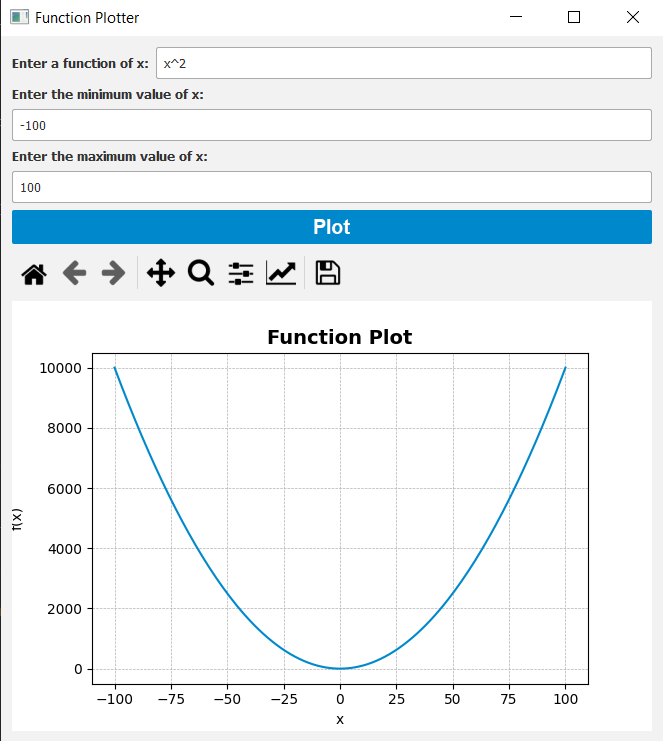 Function Plotter
Enter a function of x: x^2
Enter the minimum value of x:
-100
Enter the maximum value of x:
100
Plot
Function Plot
10000
8000
6000
4000
2000
0
f(x)
−100 −75 −50 −25 0 25 50 75 100
x